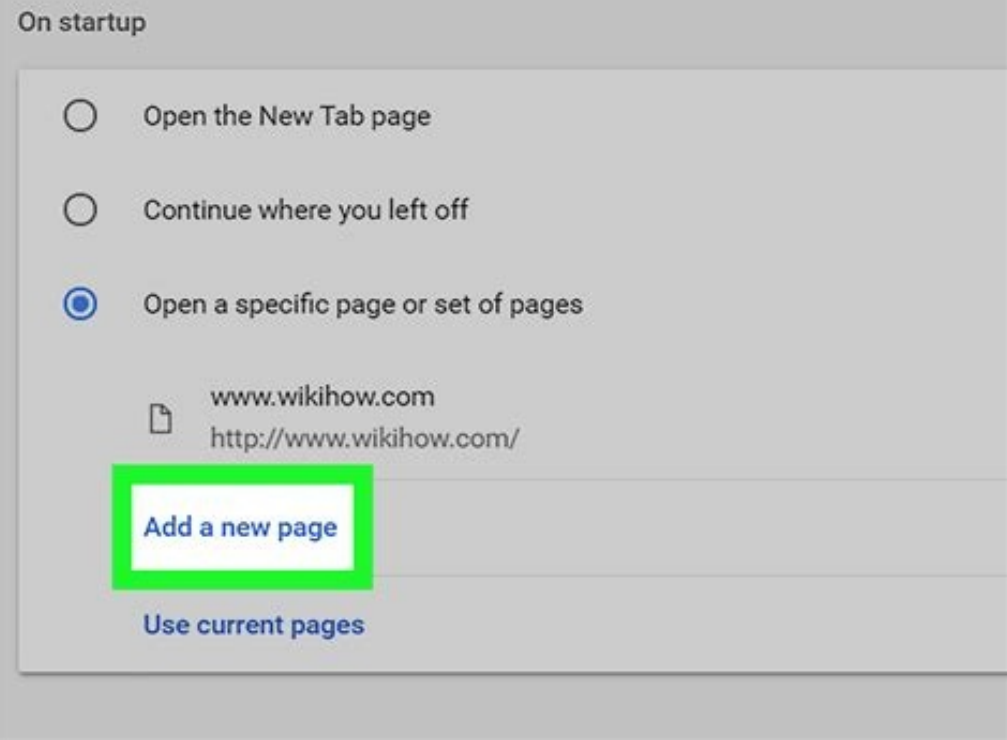 On startup
Open the New Tab page
Continue where you left off
Open a specific page or set of pages
www.wikihow.com
http://www.wikihow.com/
Add a new page
Use current pages